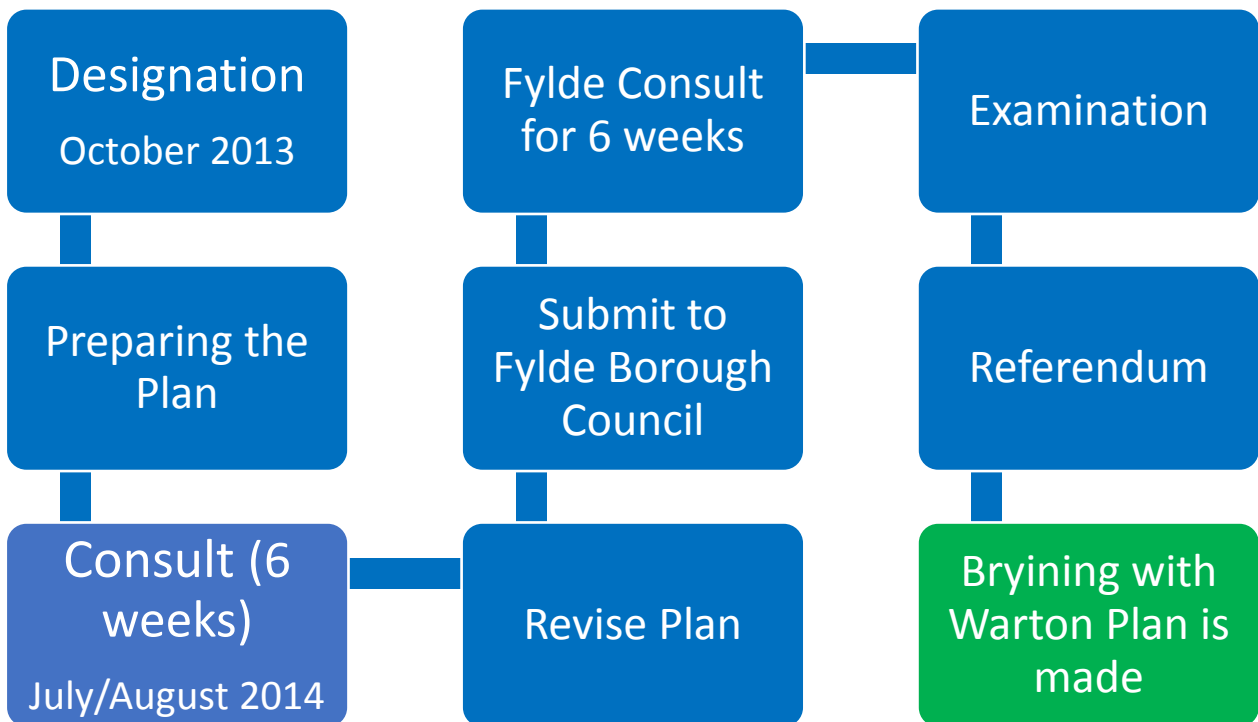 Designation
October 2013
Preparing the
Plan
Consult (6
weeks)
July/August 2014
Revise Plan
Submit to
Fylde Borough
Council
Fylde Consult
for 6 weeks
Examination
Referendum
Bryining with
Warton Plan is
made